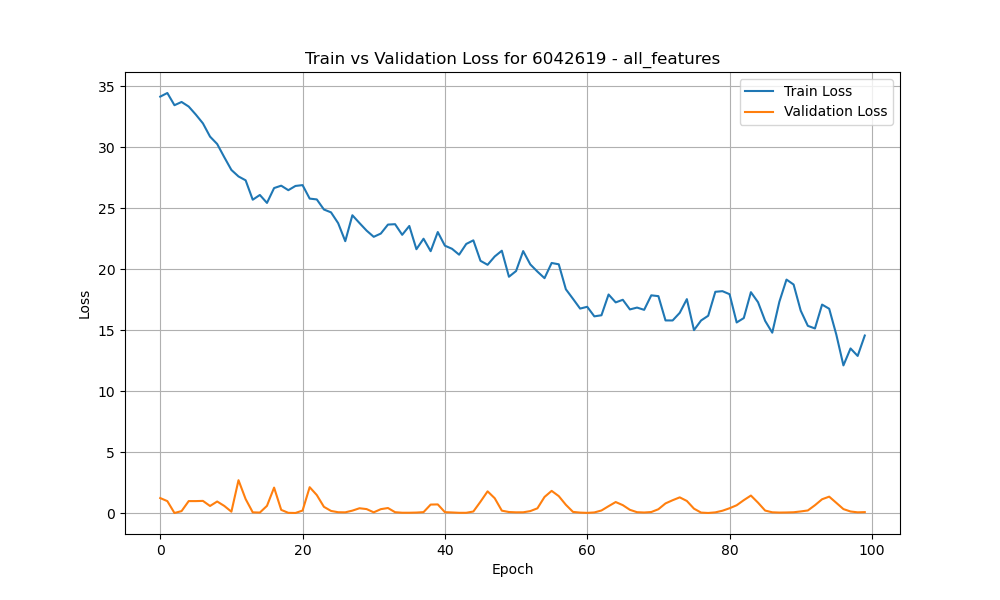 Train vs Validation Loss for 6042619 - all_features
Train Loss
Validation Loss
35
30
25
20
15
10
5
0
Loss
0 20 40 60 80 100
Epoch